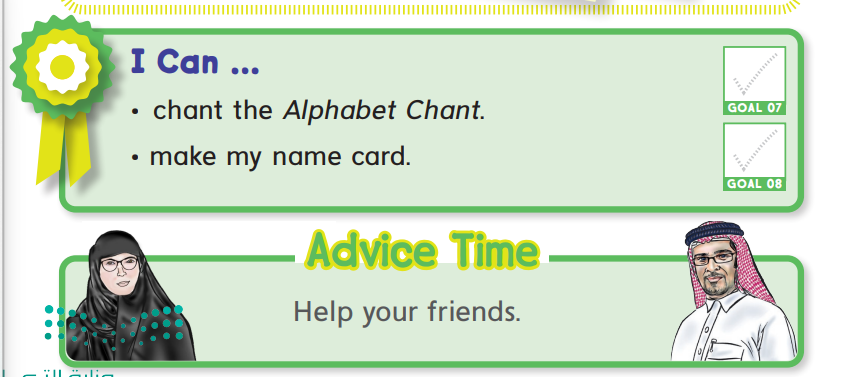 I Can ...
• chant the Alphabet Chant.
GOAL 07
• make my name card.
GOAL 08
Advice Time
Help your friends.